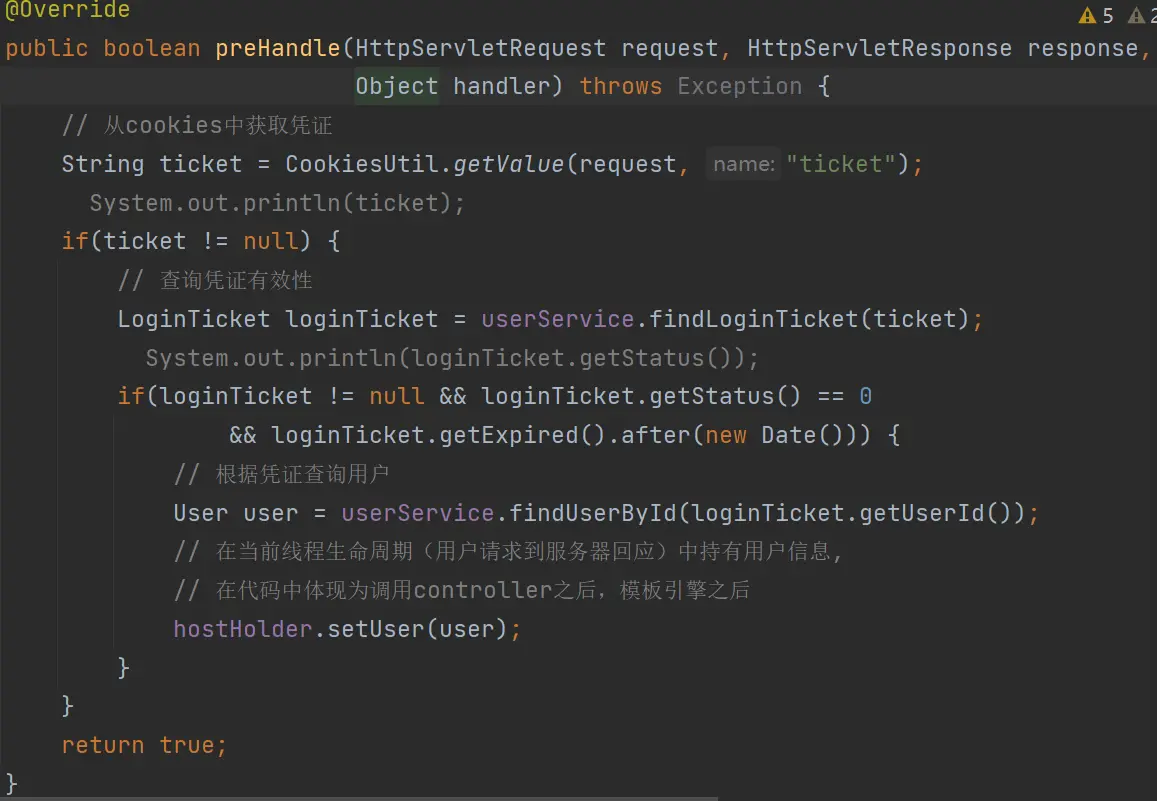 @Override
5 2
public boolean preHandle(HttpServletRequest request, HttpServletResponse response,
Object handler) throws Exception {
// 从cookies中获取凭证
String ticket = CookiesUtil.getValue(request, name: "ticket");
System.out.println(ticket);
if(ticket != null) {
// 查询凭证有效性
LoginTicket loginTicket = userService.findLoginTicket(ticket);
System.out.println(loginTicket.getStatus());
if(loginTicket != null && loginTicket.getStatus() == 0
&& loginTicket.getExpired().after(new Date())) {
// 根据凭证查询用户
User user = userService.findUserById(loginTicket.getUserId());
// 在当前线程生命周期（用户请求到服务器回应）中持有用户信息，
// 在代码中体现为调用controller之后，模板引擎之后
hostHolder.setUser(user);
}
}
return true;
}